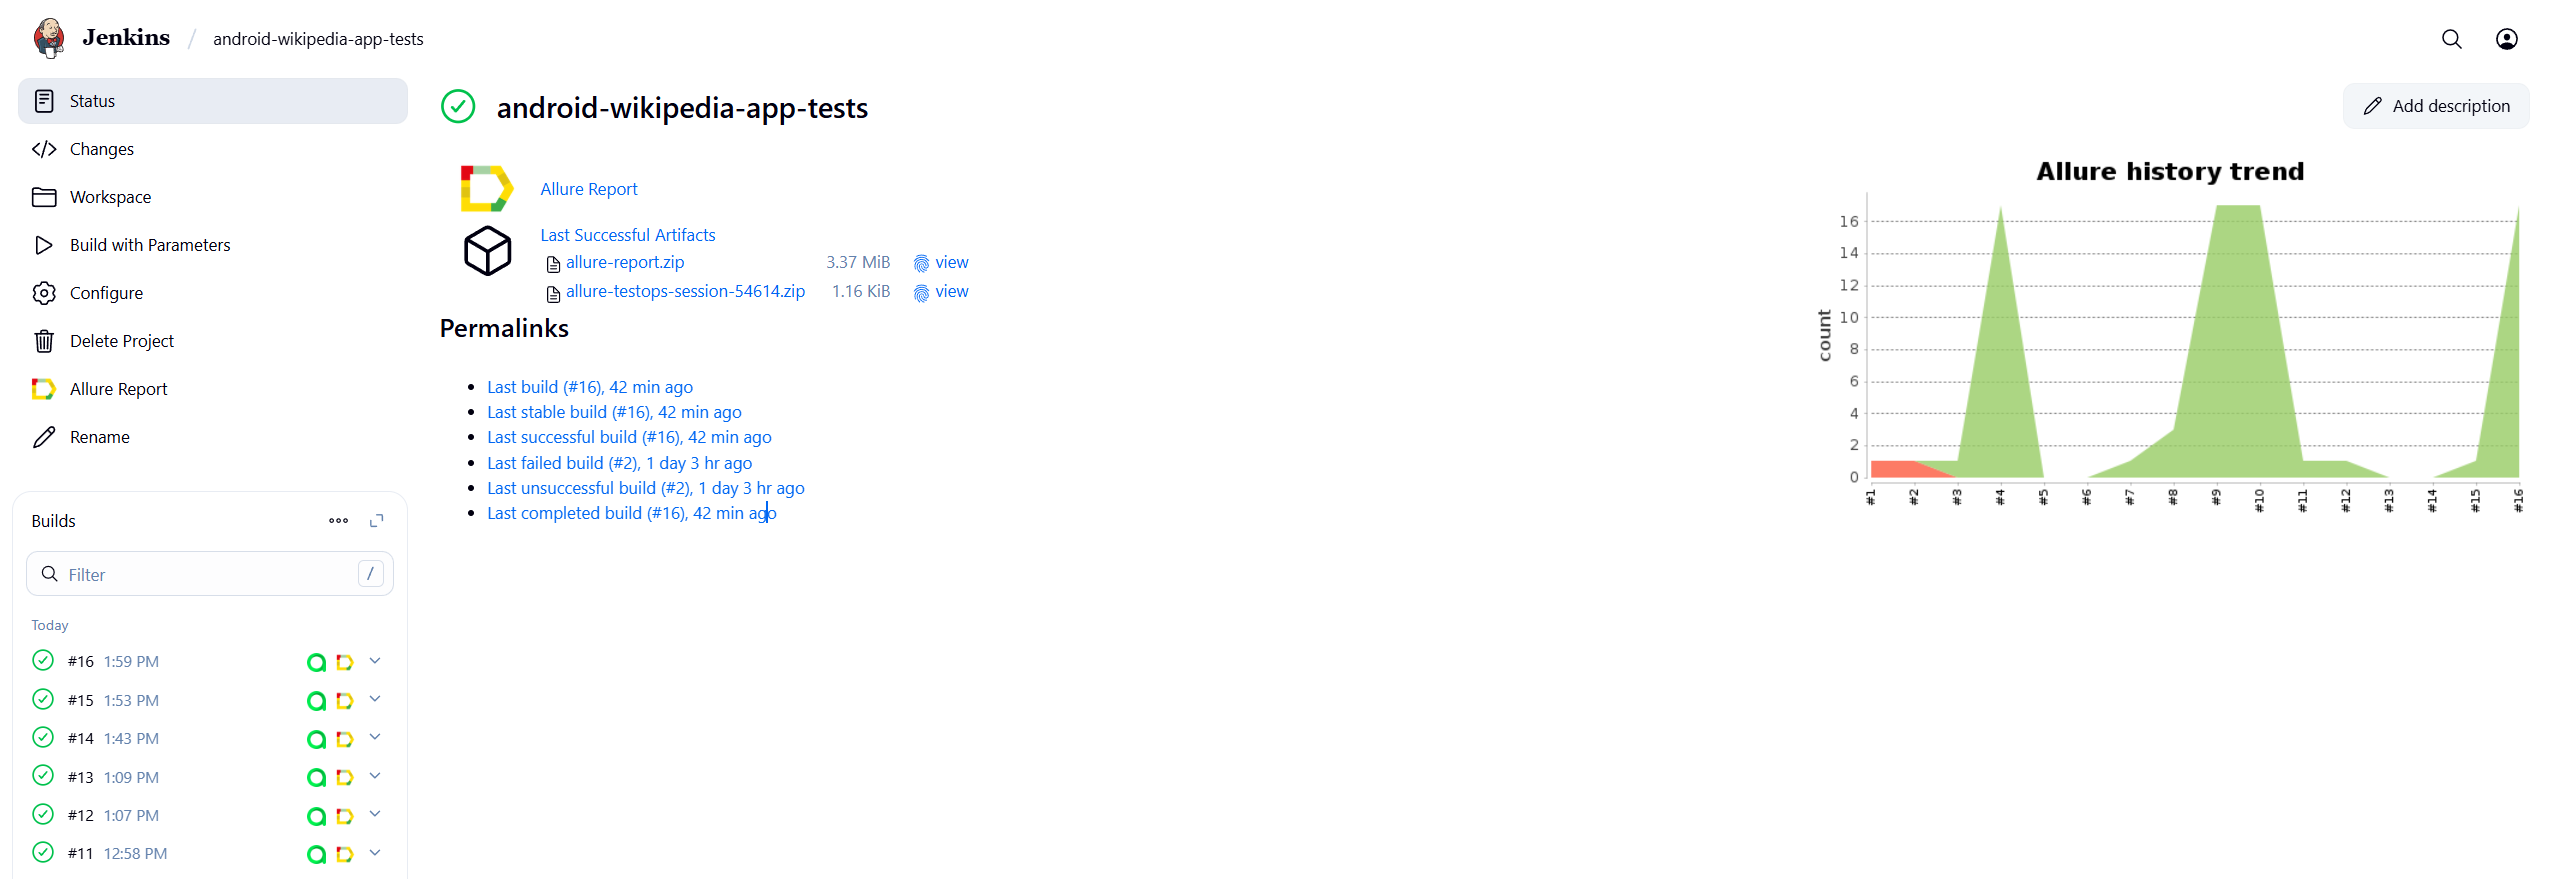 Jenkins / android-wikipedia-app-tests
Status
Changes
Workspace
Build with Parameters
Configure
Delete Project
Allure Report
Rename
Builds
Filter /
Today
#16 1:59 PM
#15 1:53 PM
#14 1:43 PM
#13 1:09 PM
#12 1:07 PM
#11 12:58 PM
android-wikipedia-app-tests
Add description
Allure Report
Last Successful Artifacts
allure-report.zip 3.37 MiB view
allure-testops-session-54614.zip 1.16 KiB view
Permalinks
Last build (#16), 42 min ago
Last stable build (#16), 42 min ago
Last successful build (#16), 42 min ago
Last failed build (#2), 1 day 3 hr ago
Last unsuccessful build (#2), 1 day 3 hr ago
Last completed build (#16), 42 min ago
Allure history trend
count
16
14
12
10
8
6
4
2
0
#1 #2 #3 #4 #5 #6 #7 #8 #9 #10 #11 #12 #13 #14 #15 #16